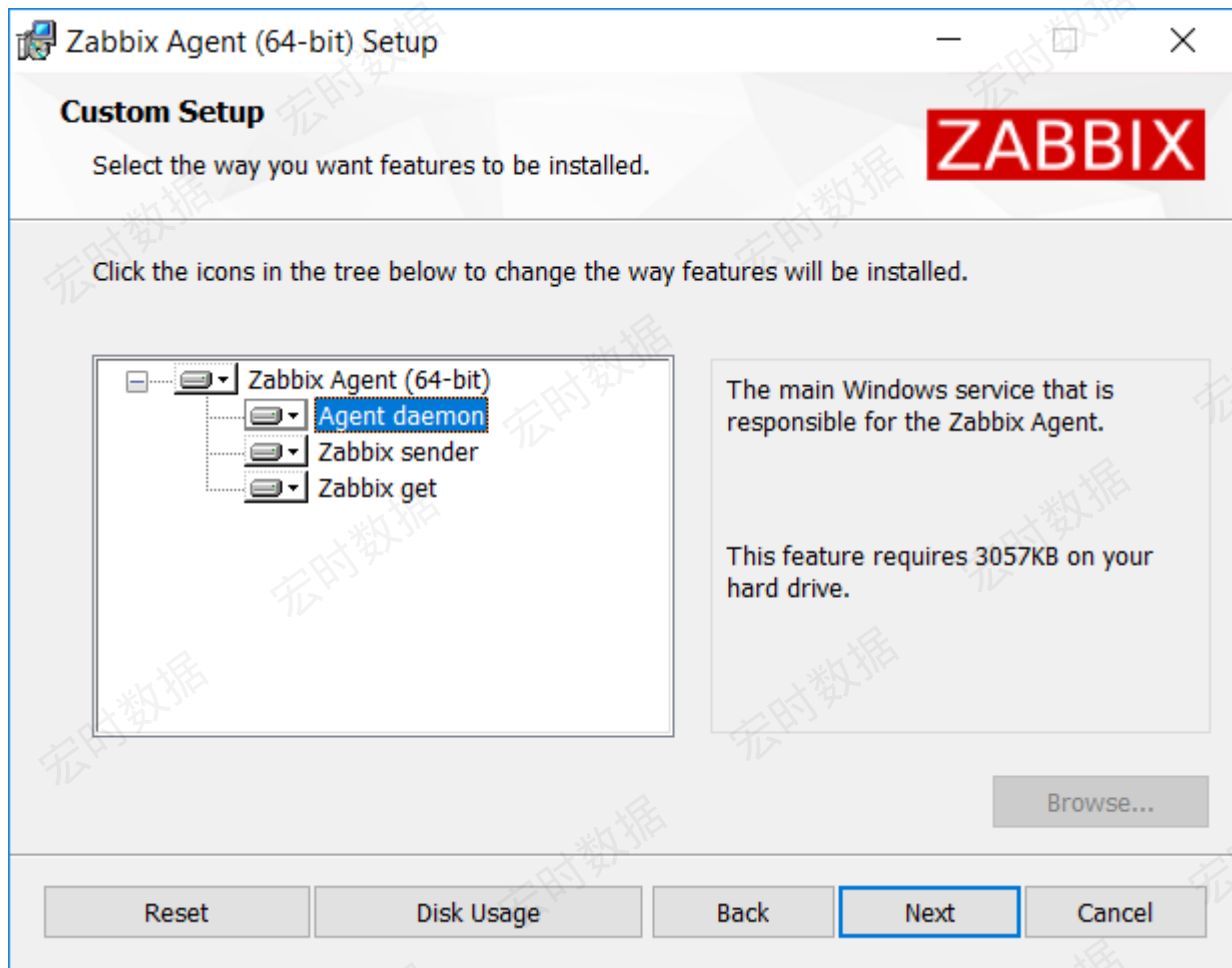 Zabbix Agent (64-bit) Setup
Custom Setup
Select the way you want features to be installed.
ZABBIX
Click the icons in the tree below to change the way features will be installed.
Zabbix Agent (64-bit)
Agent daemon
Zabbix sender
Zabbix get
The main Windows service that is
responsible for the Zabbix Agent.
This feature requires 3057KB on your
hard drive.
Browse...
Reset
Disk Usage
Back
Next
Cancel
宏时数据